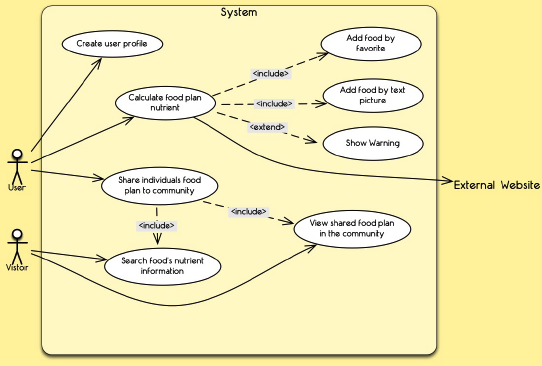 System
Create user profile
Add food by
favorite
<include>
Calculate food plan
nutrient
Add food by text
picture
<include>
<extend>
Show Warning
User
Share individuals food
plan to community
External Website
<include>
<include>
View shared food plan
in the community
Vistoir
Search food's nutrient
information